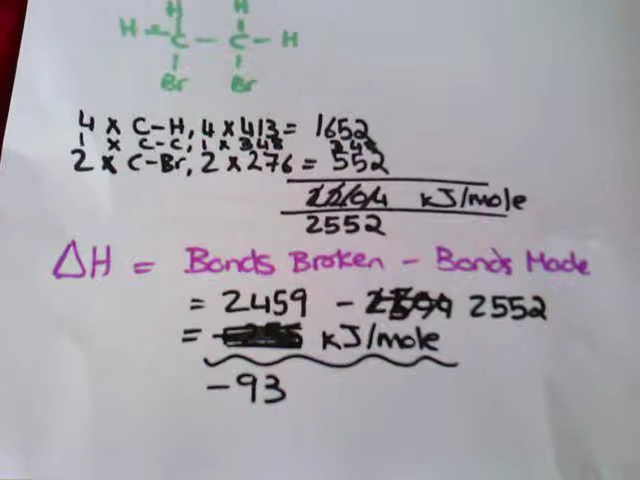 H H
H C C H
Br Br
4 x C-H, 4 x 413 = 1652
1 x C-C, 1 x 348 348
2 x C-Br, 2 x 276 = 552
kJ/mole
2552
ΔH = Bonds Broken - Bonds Made
= 2459 - 2552
= kJ/mole
-93